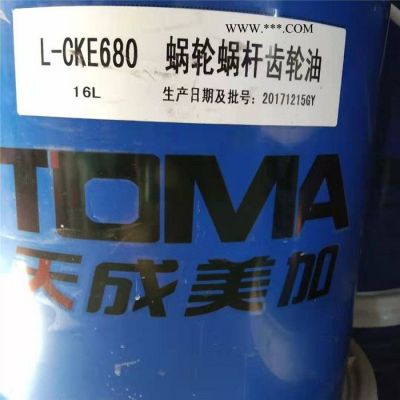 www.***.com
L-CKE680 蜗轮蜗杆齿轮油
16L 生产日期及批号：20171215GY
TOMA
天成美加